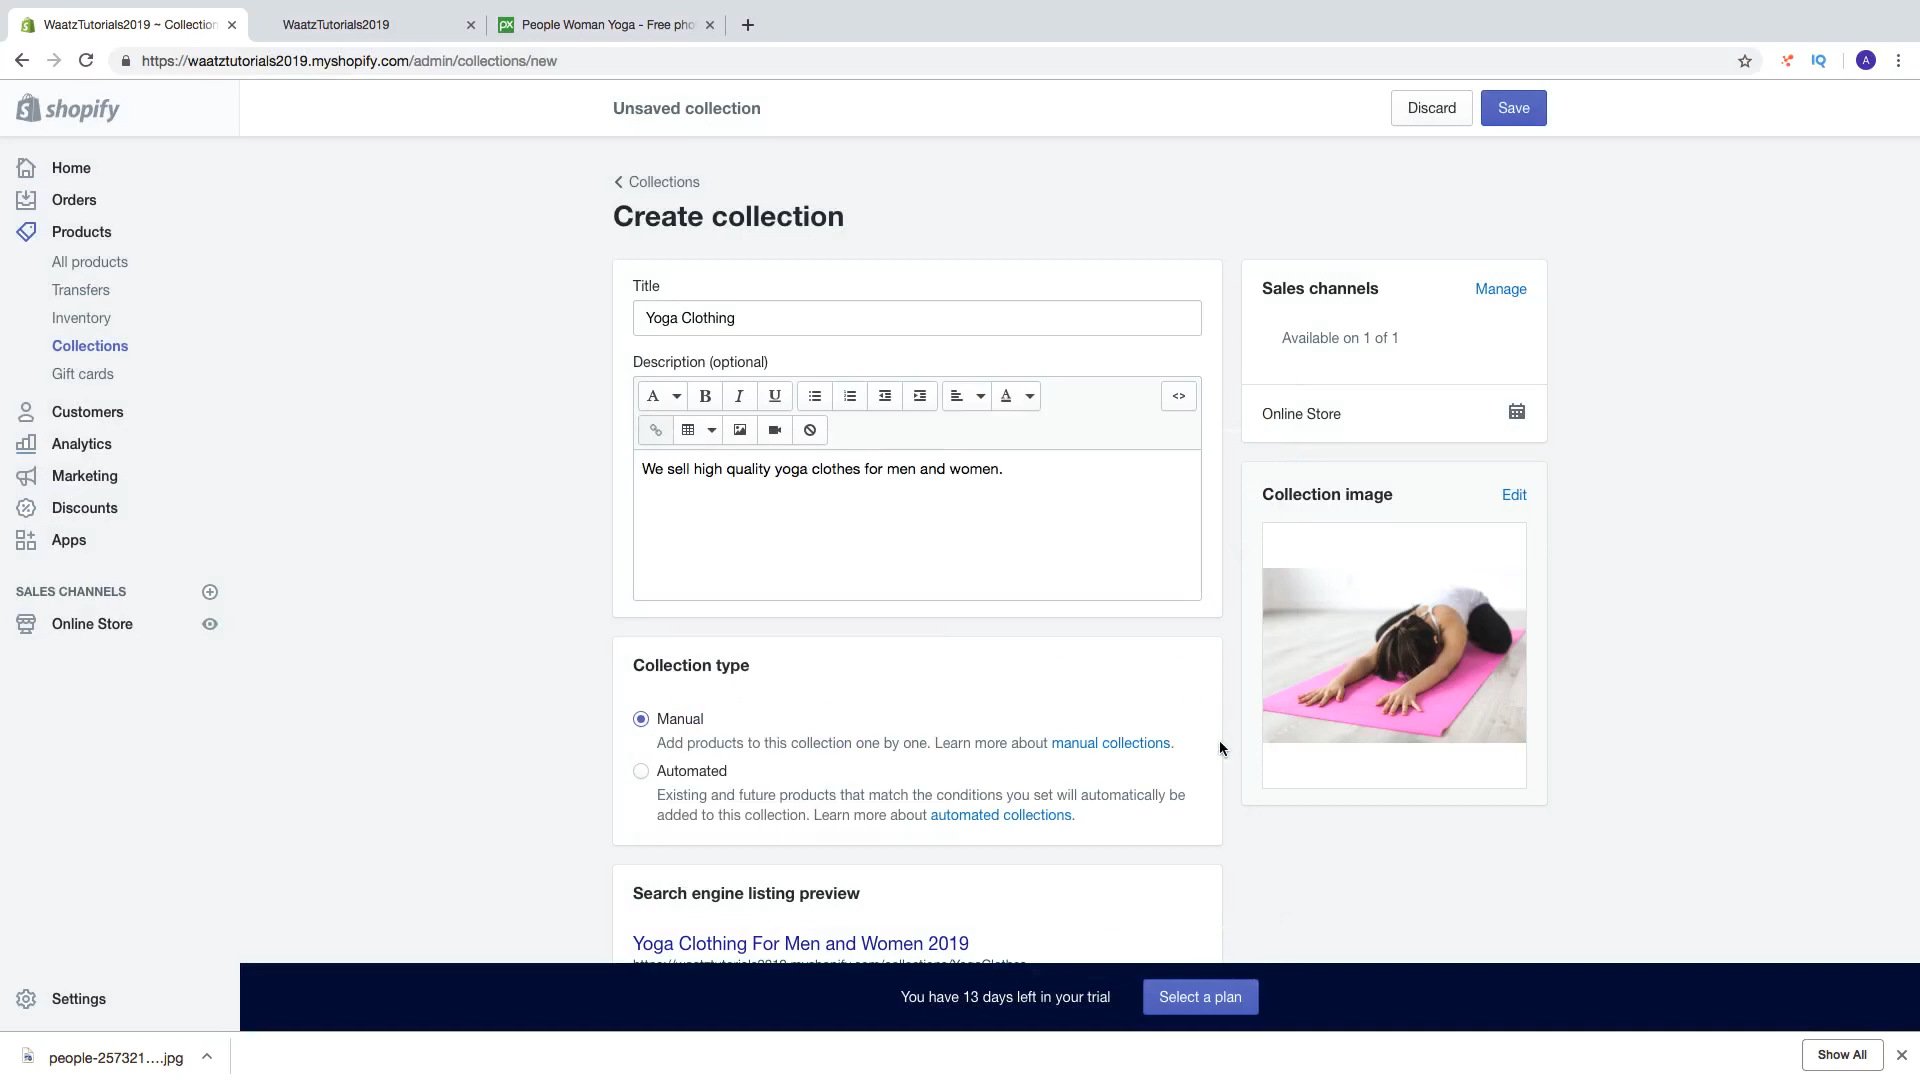 WaatzTutorials2019 ~ Collection
WaatzTutorials2019
People Woman Yoga - Free pho
https://waatztutorials2019.myshopify.com/admin/collections/new
IQ
A
shopify
Unsaved collection
Discard
Save
Home
Orders
Products
All products
Transfers
Inventory
Collections
Gift cards
Customers
Analytics
Marketing
Discounts
Apps
SALES CHANNELS
Online Store
Settings
Collections
Create collection
Title
Yoga Clothing
Description (optional)
A B I U A <>
We sell high quality yoga clothes for men and women.
Collection type
Manual
Add products to this collection one by one. Learn more about manual collections.
Automated
Existing and future products that match the conditions you set will automatically be
added to this collection. Learn more about automated collections.
Search engine listing preview
Yoga Clothing For Men and Women 2019
https://waatztutorials2019.myshopify.com/collections/YogaClothes
Sales channels
Manage
Available on 1 of 1
Online Store
Collection image
Edit
You have 13 days left in your trial
Select a plan
people-257321....jpg
Show All